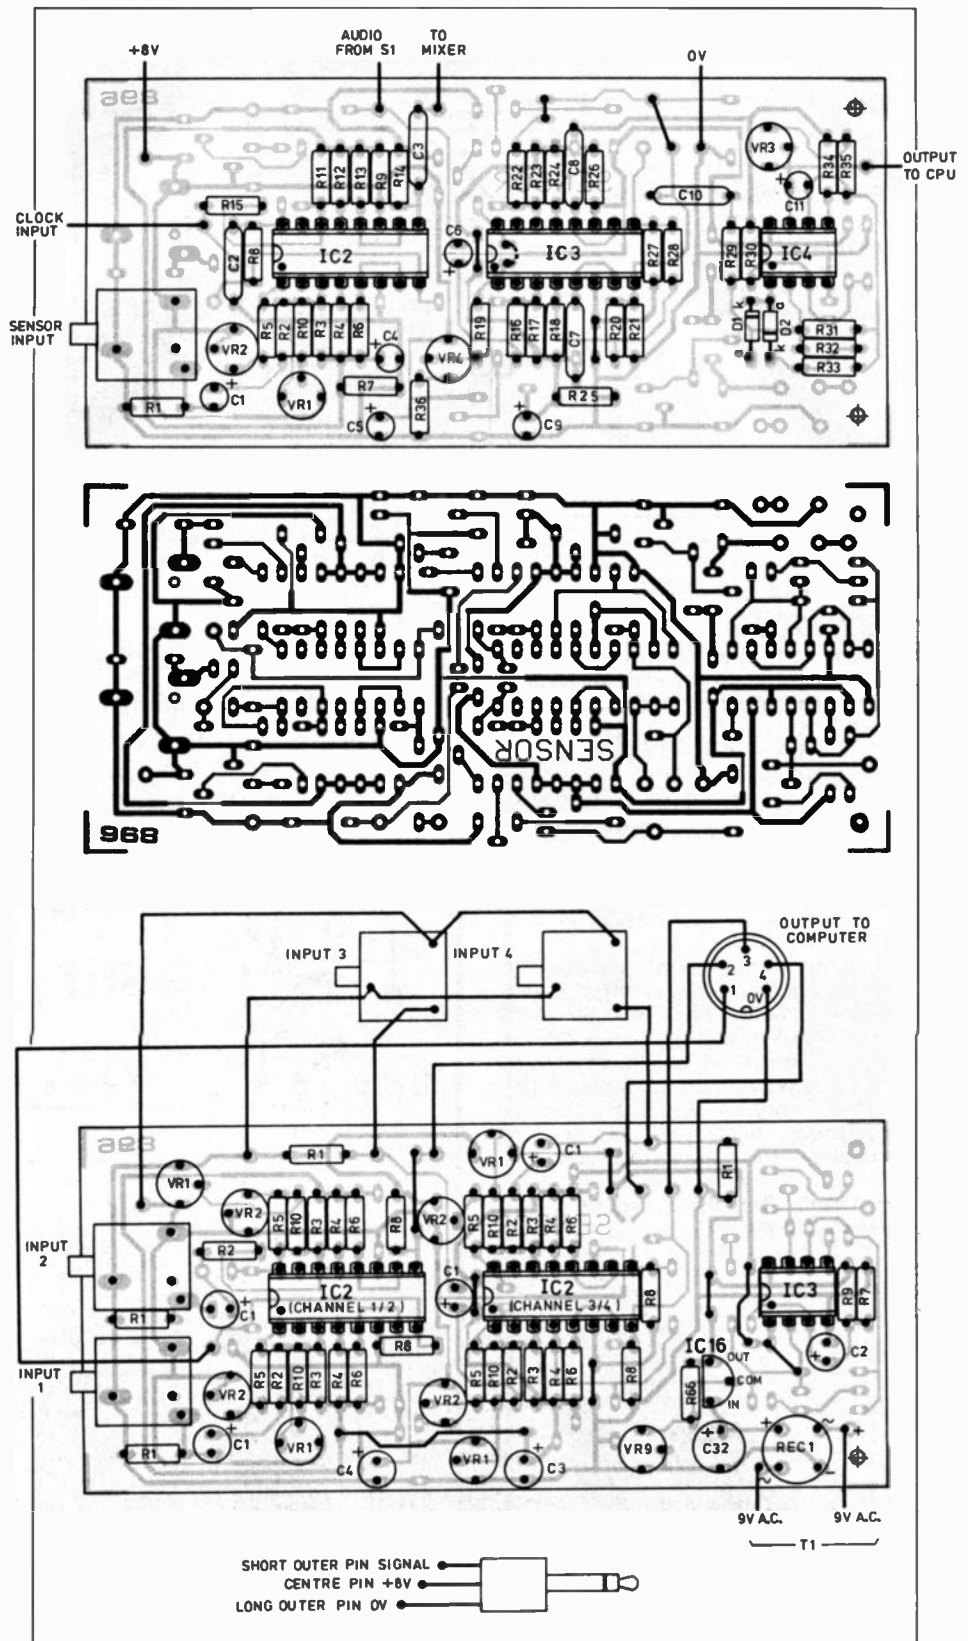 +8V
AUDIO FROM S1
TO MIXER
0V
968
VR3
R34
R35
OUTPUT TO CPU
C11
R11
R12
R13
R9
R14
C3
R22
R23
R24
C8
R26
C10
R15
CLOCK INPUT
C2
R8
IC2
C6
IC3
R27
R28
R29
R30
IC4
SENSOR INPUT
VR2
R5
R2
R10
R3
R4
R6
C4
VR4
R19
R16
R17
R18
C7
R20
R21
D1
k
a
D2
a
k
R31
R32
R33
R1
C1
VR1
R7
C5
R36
C9
R25
SENSOR
968
INPUT 3
INPUT 4
OUTPUT TO COMPUTER
3
2
4
1
0V
968
VR1
R1
VR1
C1
R1
VR2
R5
R10
R3
R4
R6
R8
VR2
R5
R10
R2
R3
R4
R6
INPUT 2
R2
IC2
(CHANNEL 1/2)
C1
IC2
(CHANNEL 3/4)
R8
IC3
R9
R7
C1
R1
R8
IC16
OUT
COM
IN
C2
INPUT 1
VR2
R5
R2
R10
R3
R4
R6
VR2
R5
R10
R2
R3
R4
R6
R8
R66
R1
C1
VR1
C4
VR1
C3
VR9
C32
REC1
+
~
+
~
−
9V A.C.
9V A.C.
T1
SHORT OUTER PIN SIGNAL
CENTRE PIN +8V
LONG OUTER PIN 0V